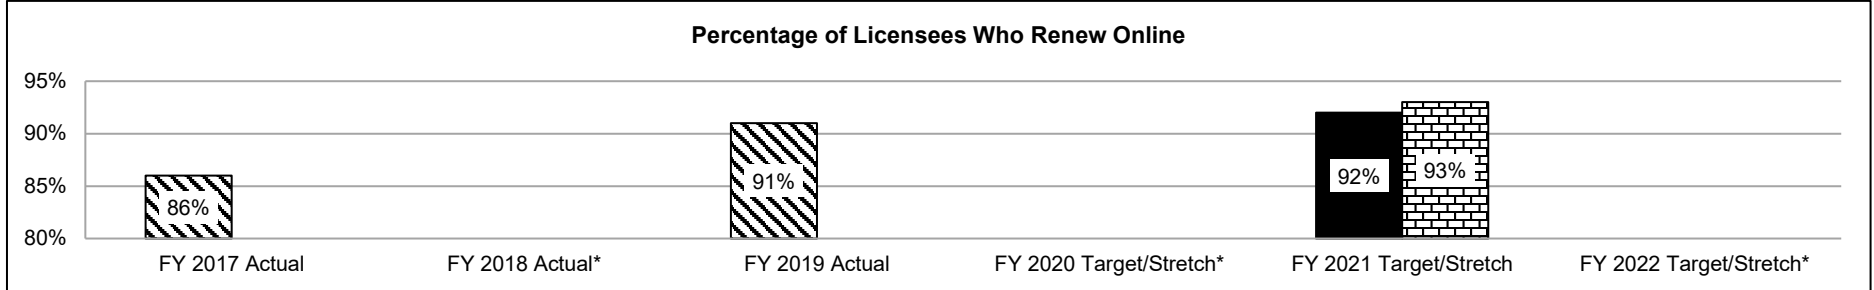 Percentage of Licensees Who Renew Online
95%
90%
85%
80%
86%
91%
92%
93%
FY 2017 Actual
FY 2018 Actual*
FY 2019 Actual
FY 2020 Target/Stretch*
FY 2021 Target/Stretch
FY 2022 Target/Stretch*